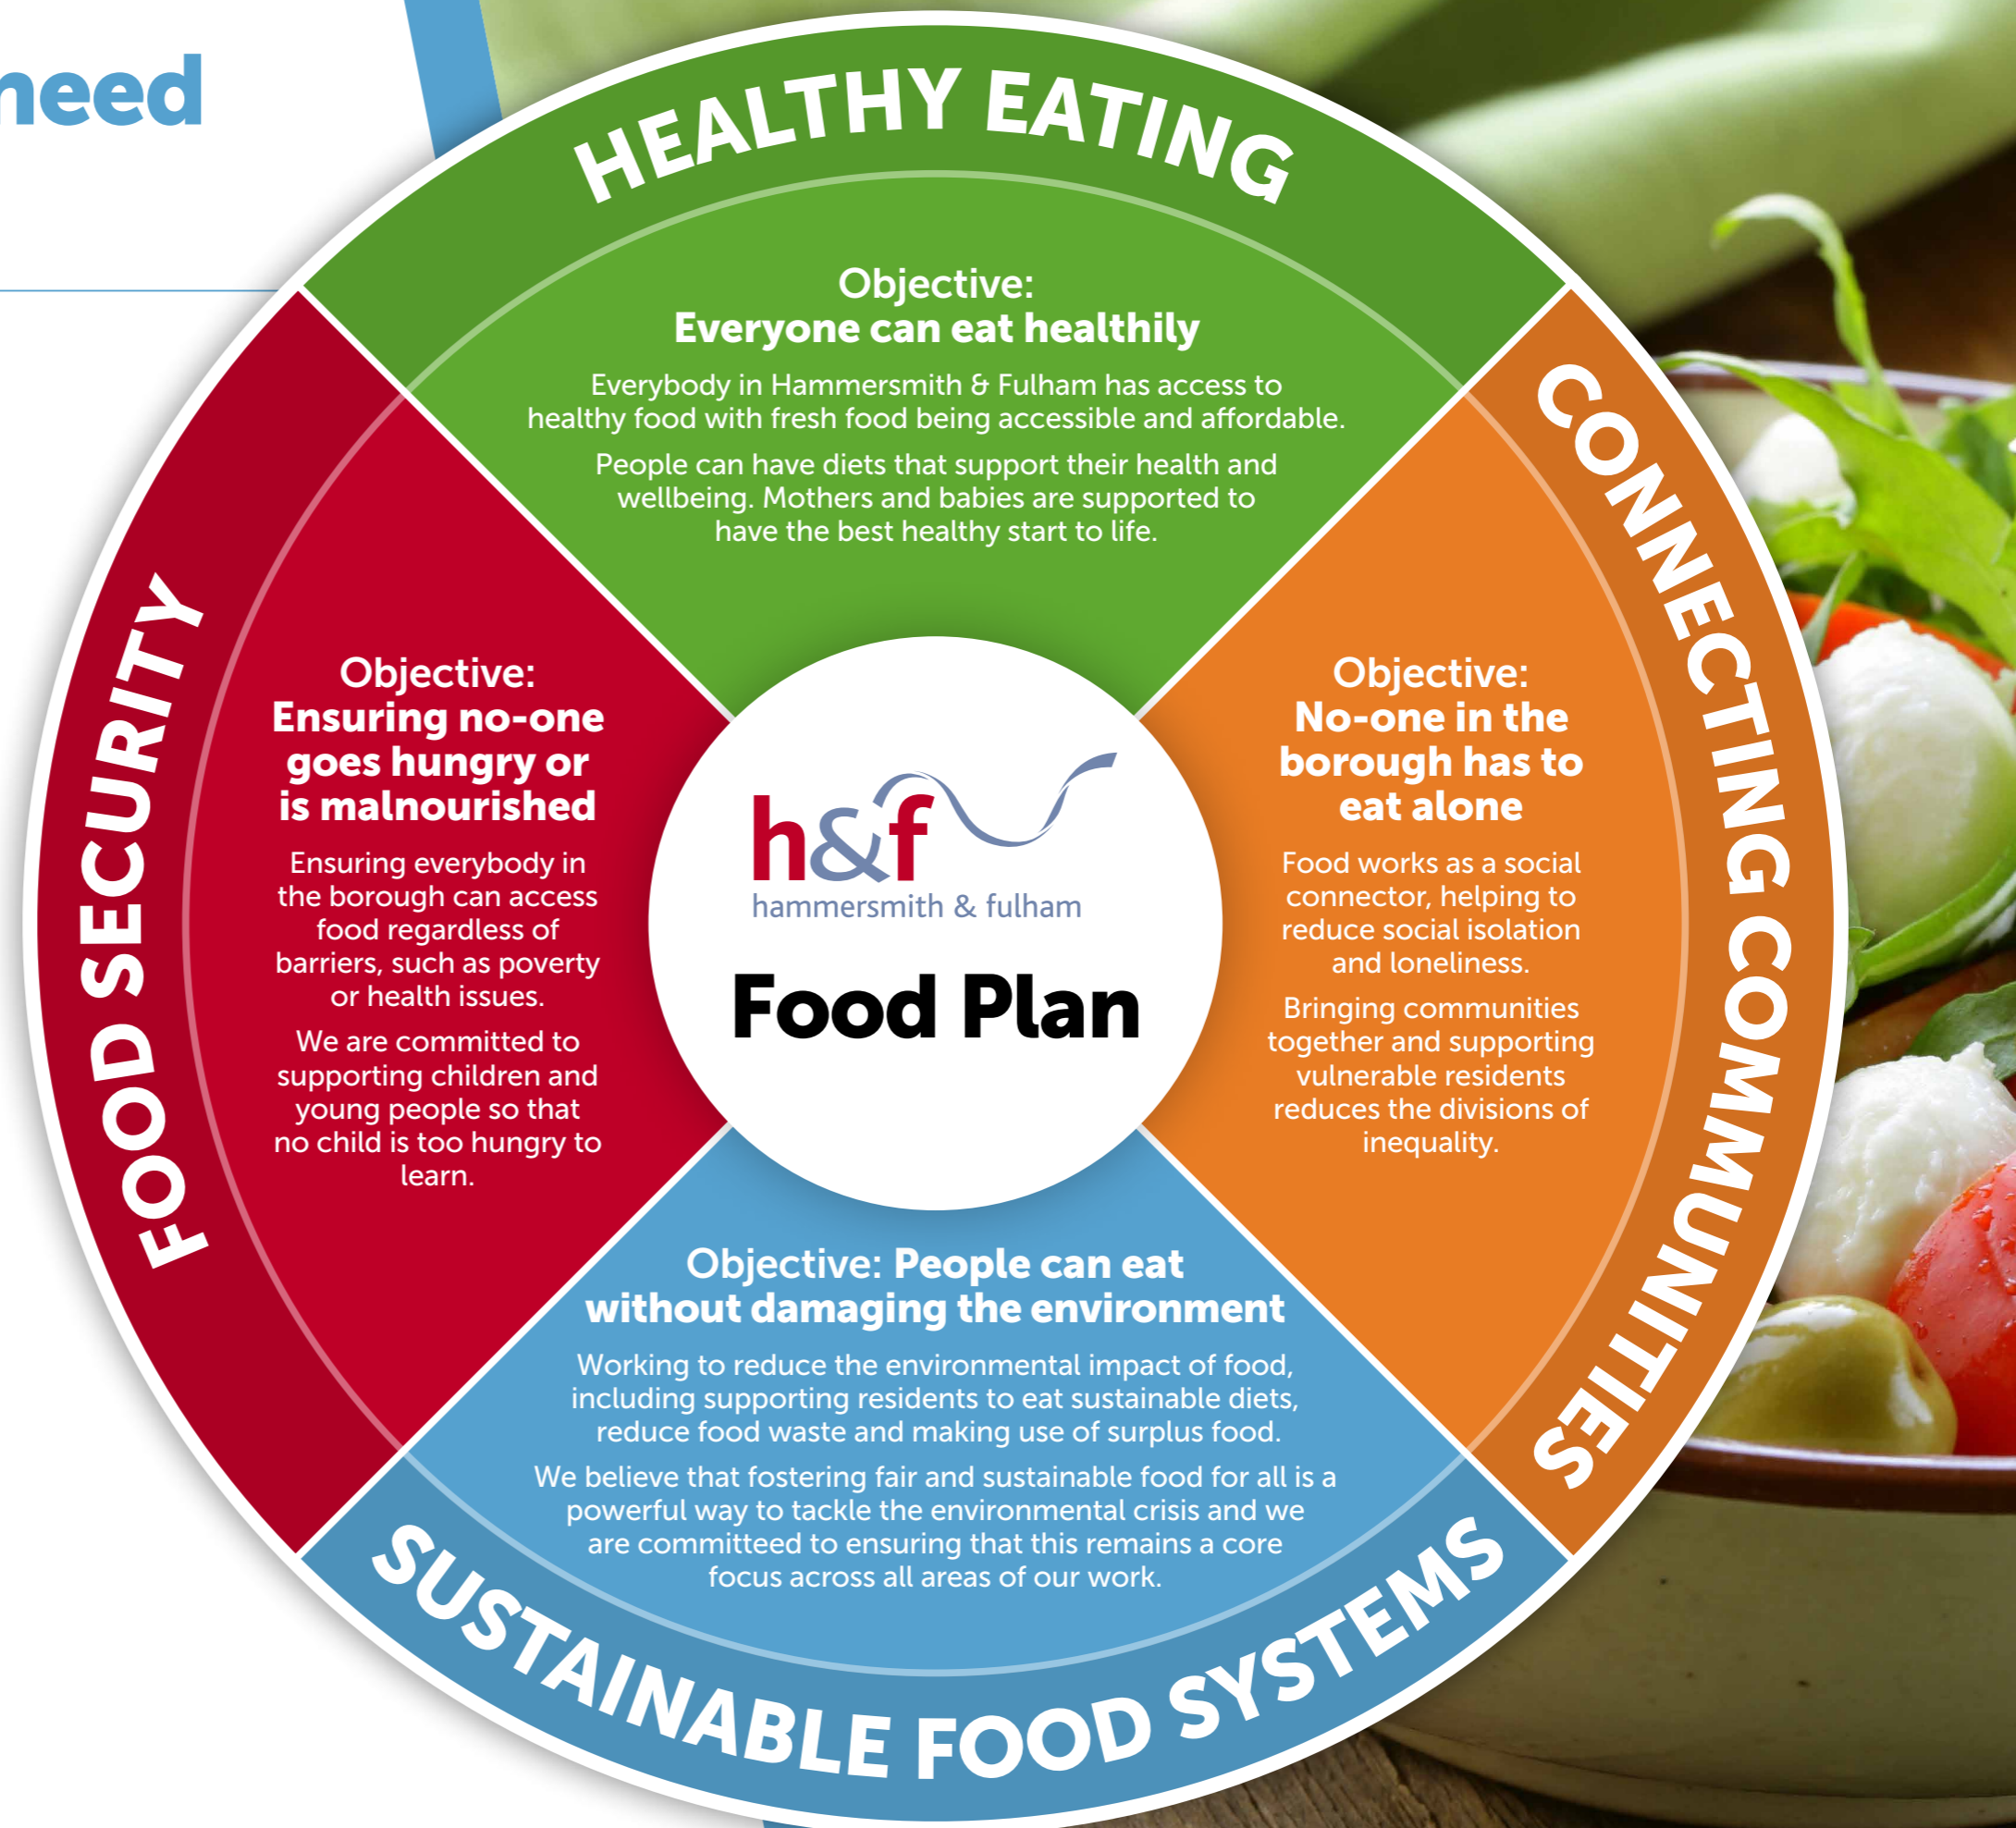 need
HEALTHY EATING
Objective:
Everyone can eat healthily
Everybody in Hammersmith & Fulham has access to
healthy food with fresh food being accessible and affordable.
People can have diets that support their health and
wellbeing. Mothers and babies are supported to
have the best healthy start to life.
FOOD SECURITY
Objective:
Ensuring no-one
goes hungry or
is malnourished
Ensuring everybody in
the borough can access
food regardless of
barriers, such as poverty
or health issues.
We are committed to
supporting children and
young people so that
no child is too hungry to
learn.
h&f
hammersmith & fulham
Food Plan
CONNECTING COMMUNITIES
Objective:
No-one in the
borough has to
eat alone
Food works as a social
connector, helping to
reduce social isolation
and loneliness.
Bringing communities
together and supporting
vulnerable residents
reduces the divisions of
inequality.
Objective: People can eat
without damaging the environment
Working to reduce the environmental impact of food,
including supporting residents to eat sustainable diets,
reduce food waste and making use of surplus food.
We believe that fostering fair and sustainable food for all is a
powerful way to tackle the environmental crisis and we
are committeed to ensuring that this remains a core
focus across all areas of our work.
SUSTAINABLE FOOD SYSTEMS